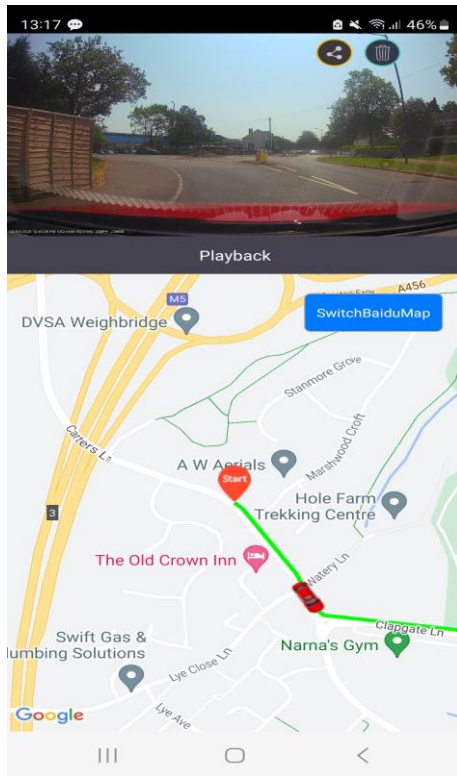 13:17
46%
Playback
A456
M5
DVSA Weighbridge
SwitchBaiduMap
Stanmore Grove
Carters Ln
Marshwood Croft
A W Aerials
Start
Hole Farm
Trekking Centre
3
The Old Crown Inn
Watery Ln
Clapgate Ln
Swift Gas &
lumbing Solutions
Narna's Gym
Lye Close Ln
Lye Ave
Google